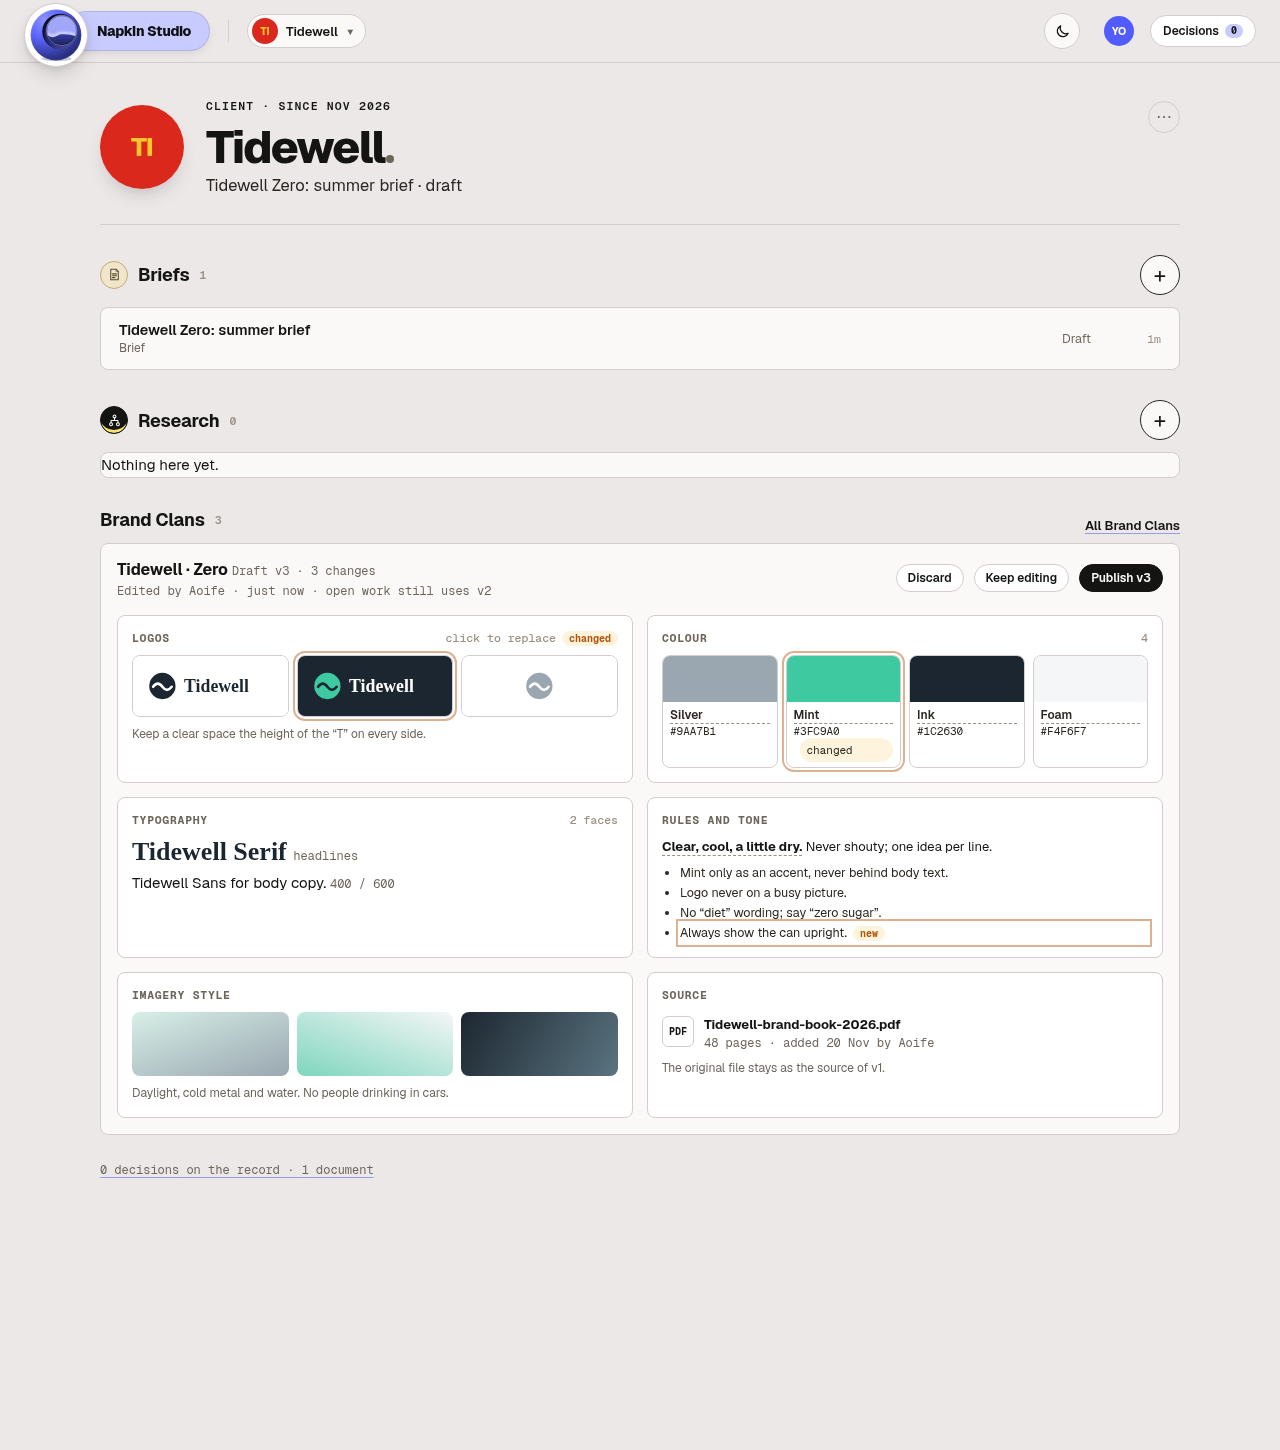 Napkin Studio
TI
Tidewell ▾
YO
Decisions 0
TI
CLIENT · SINCE NOV 2026
Tidewell.
Tidewell Zero: summer brief · draft
Briefs 1
+
Tidewell Zero: summer brief
Brief
Draft
1m
Research 0
+
Nothing here yet.
Brand Clans 3
All Brand Clans
Tidewell · Zero Draft v3 · 3 changes
Edited by Aoife · just now · open work still uses v2
Discard
Keep editing
Publish v3
LOGOS
click to replace changed
Tidewell
Tidewell
Keep a clear space the height of the “T” on every side.
COLOUR
4
Silver
#9AA7B1
Mint
#3FC9A0
changed
Ink
#1C2630
Foam
#F4F6F7
TYPOGRAPHY
2 faces
Tidewell Serif headlines
Tidewell Sans for body copy. 400 / 600
RULES AND TONE
Clear, cool, a little dry. Never shouty; one idea per line.
• Mint only as an accent, never behind body text.
• Logo never on a busy picture.
• No “diet” wording; say “zero sugar”.
• Always show the can upright. new
IMAGERY STYLE
Daylight, cold metal and water. No people drinking in cars.
SOURCE
PDF
Tidewell-brand-book-2026.pdf
48 pages · added 20 Nov by Aoife
The original file stays as the source of v1.
0 decisions on the record · 1 document